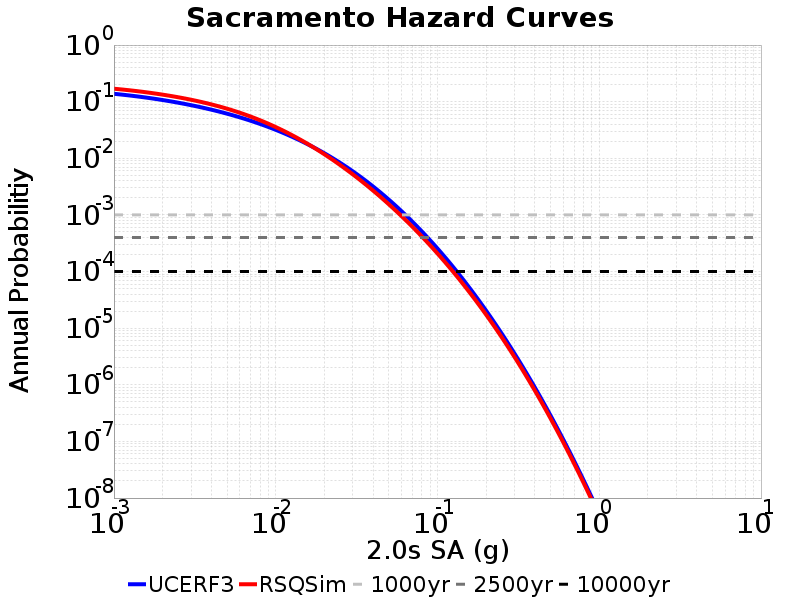 Sacramento Hazard Curves
Annual Probabilitiy
10^0
10^-1
10^-2
10^-3
10^-4
10^-5
10^-6
10^-7
10^-8
10^-3 10^-2 10^-1 10^0 10^1
2.0s SA (g)
UCERF3 RSQSim 1000yr 2500yr 10000yr